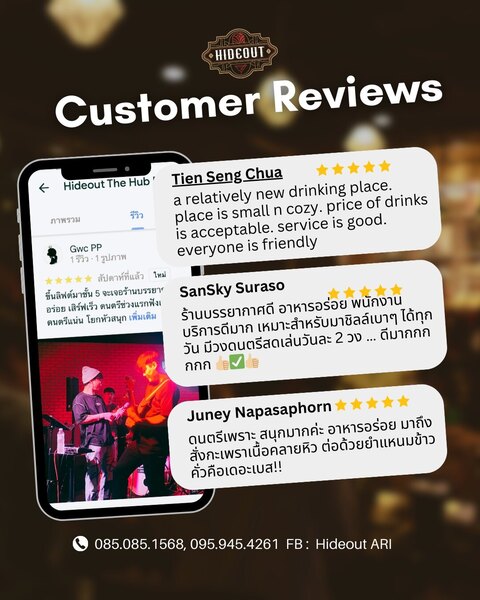 HIDEOUT
Customer Reviews
Hideout The Hub
ภาพรวม
รีวิว
Gwc PP
1 รีวิว · 1 รูปภาพ
สัปดาห์ที่แล้ว
ใหม่
ขึ้นลิฟต์มาชั้น 5 จะเจอร้านบรรยา
อร่อย เสิร์ฟเร็ว ดนตรีช่วงแรกฟังเ
ดนตรีแน่น โยกหัวสนุก เพิ่มเติม
Tien Seng Chua
a relatively new drinking place.
place is small n cozy. price of drinks
is acceptable. service is good.
everyone is friendly
SanSky Suraso
ร้านบรรยากาศดี อาหารอร่อย พนักงาน
บริการดีมาก เหมาะสำหรับมาชิลล์เบาๆ ได้ทุก
วัน มีวงดนตรีสดเล่นวันละ 2 วง ... ดีมากกก
กกก 👍🏻✅👍🏻
Juney Napasaphorn
ดนตรีเพราะ สนุกมากค่ะ อาหารอร่อย มาถึง
สั่งกะเพราเนื้อคลายหิว ต่อด้วยยำแหนมข้าว
คั่วคือเดอะเบส!!
085.085.1568, 095.945.4261 FB : Hideout ARI